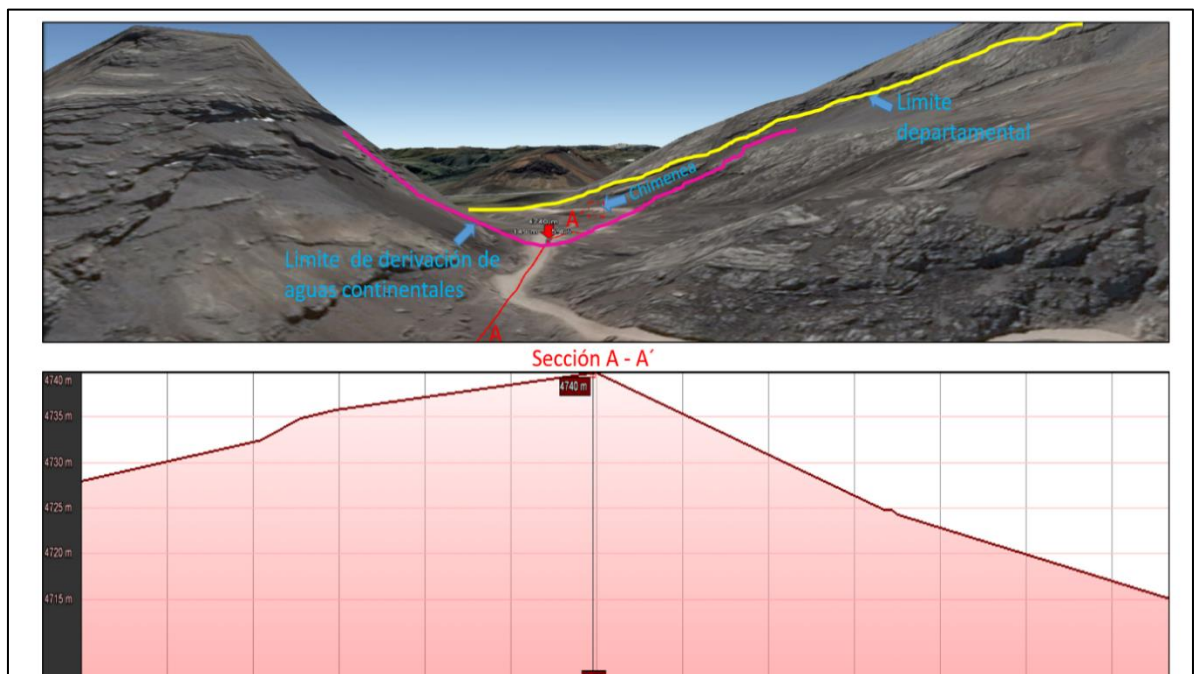 Limite
departamental
Chimenea
A
Limite de derivación de
aguas continentales
A
Sección A - A´
4740 m
4740 m
4735 m
4730 m
4725 m
4720 m
4715 m